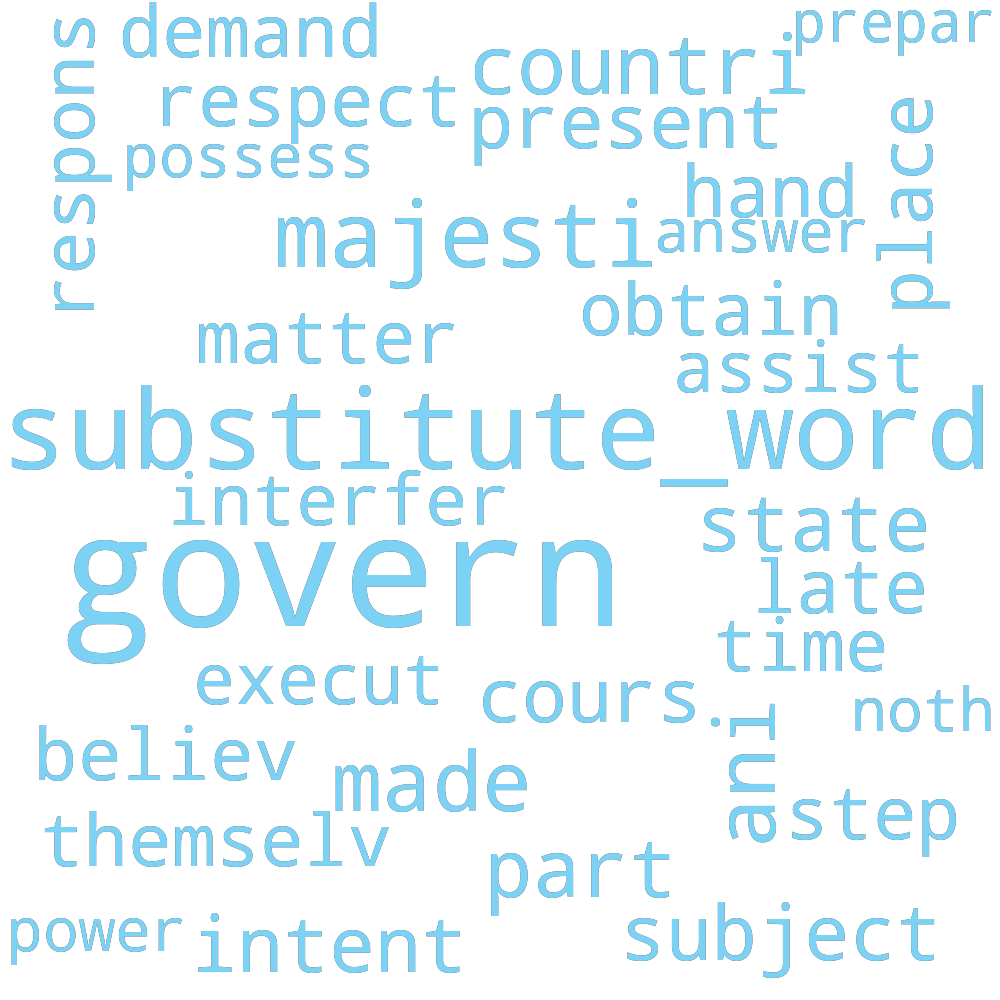 respons
demand
prepar
countri
respect
present
possess
place
hand
majesti
answer
obtain
matter
assist
substitute_word
interfer
state
govern
late
time
execut
cours
noth
believ
ani
made
step
themselv
part
power
intent
subject